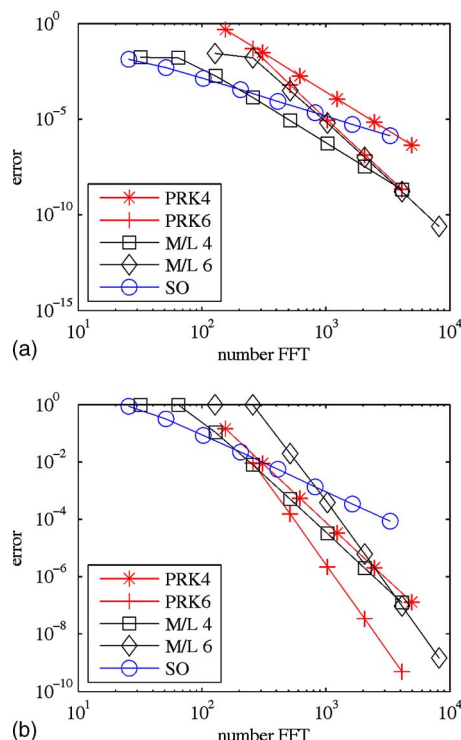 10^0
10^-5
10^-10
10^-15
error
PRK4
PRK6
M/L 4
M/L 6
SO
10^1
10^2
10^3
10^4
number FFT
(a)
10^0
10^-2
10^-4
10^-6
10^-8
10^-10
error
PRK4
PRK6
M/L 4
M/L 6
SO
10^1
10^2
10^3
10^4
number FFT
(b)